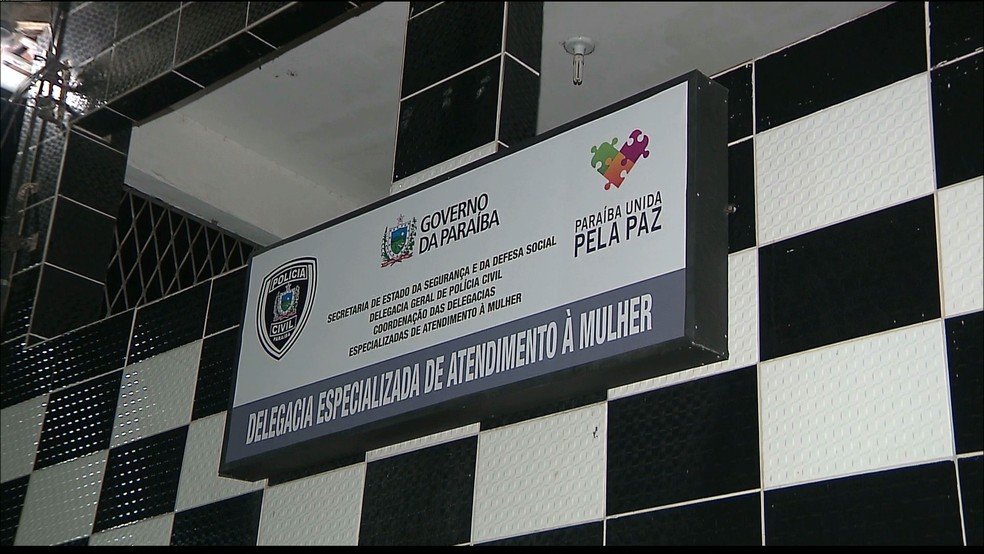 POLÍCIA
CIVIL
PARAÍBA
GOVERNO
DA PARAÍBA
PARAÍBA UNIDA
PELA PAZ
SECRETARIA DE ESTADO DA SEGURANÇA E DA DEFESA SOCIAL
DELEGACIA GERAL DE POLÍCIA CIVIL
COORDENAÇÃO DAS DELEGACIAS
ESPECIALIZADAS DE ATENDIMENTO À MULHER
DELEGACIA ESPECIALIZADA DE ATENDIMENTO À MULHER